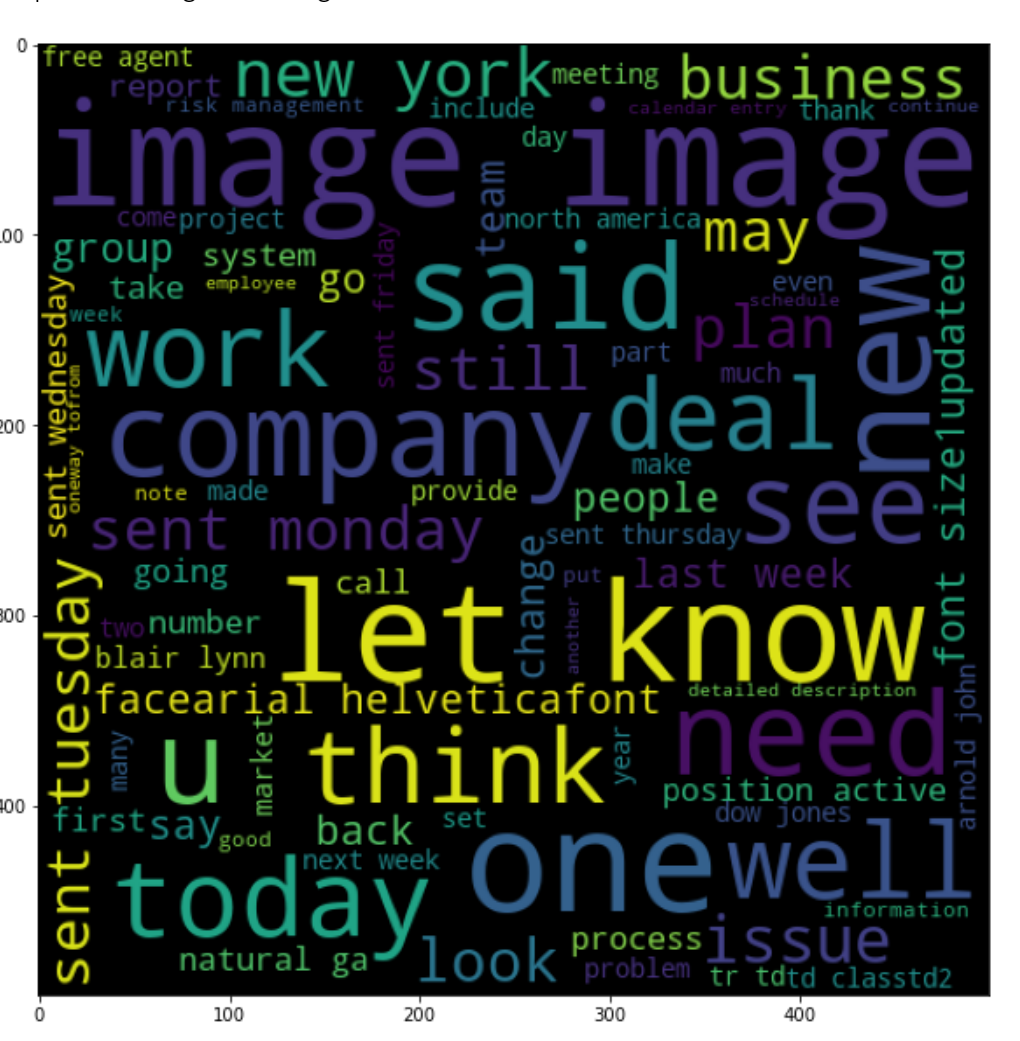 0
free agent
report
new york
meeting
business
risk management
include
calendar entry
thank
continue
image image
day
team
come
project
north america
may
100
group
system
take
employee
go
sent friday
said
even
schedule
new
font size1updated
sent wednesday
week
oneway tofrom
work
still
part
plan
much
200
company
deal
make
note
made
provide
people
see
sent monday
sent thursday
change
going
call
put
last week
300
two
number
let know
another
blair lynn
sent tuesday
facearial helveticafont
detailed description
arnold john
many
u
market
think
year
need
position active
400
first
say
good
back
set
dow jones
next week
today
one
well
information
natural ga
look
process
issue
problem
tr td
td classtd2
0 100 200 300 400